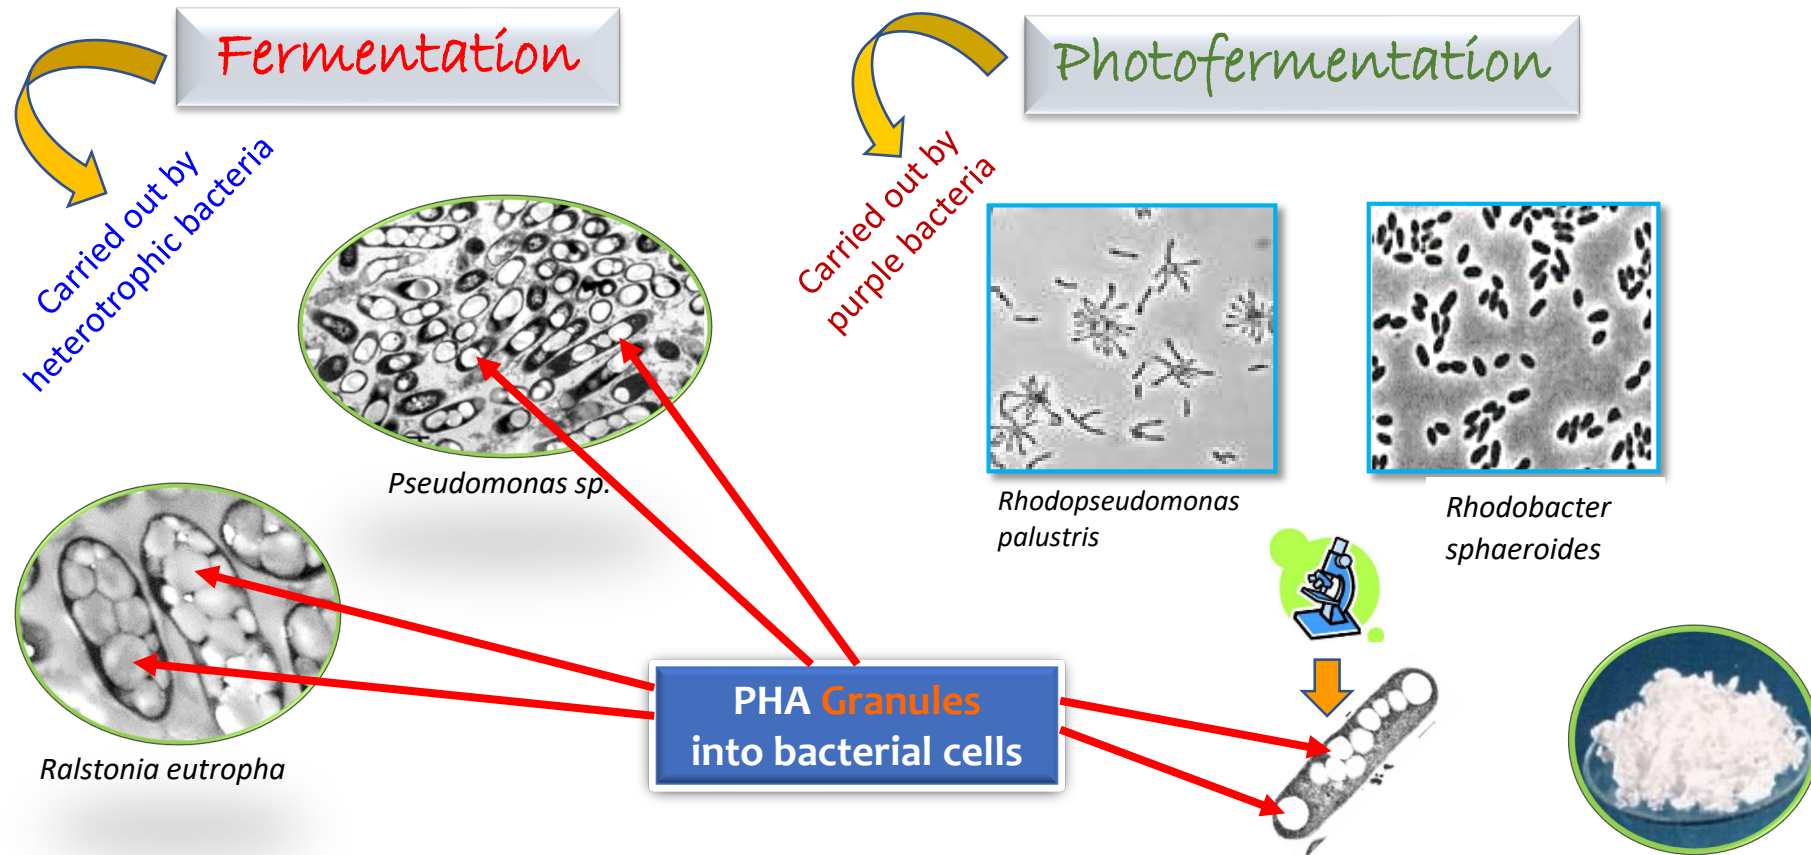 Fermentation
Carried out by
heterotrophic bacteria
Pseudomonas sp.
Ralstonia eutropha
Photofermentation
Carried out by
purple bacteria
Rhodopseudomonas
palustris
Rhodobacter
sphaeroides
PHA Granules
into bacterial cells